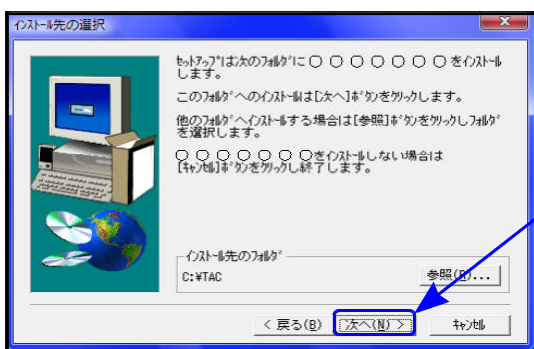 ｲﾝｽﾄｰﾙ先の選択
ｾｯﾄｱｯﾌﾟは次のﾌｫﾙﾀﾞに○○○○○○○をｲﾝｽﾄｰﾙ
します。
このﾌｫﾙﾀﾞへのｲﾝｽﾄｰﾙは[次へ]ﾎﾞﾀﾝをｸﾘｯｸします。
他のﾌｫﾙﾀﾞへｲﾝｽﾄｰﾙする場合は[参照]ﾎﾞﾀﾝをｸﾘｯｸしﾌｫﾙﾀﾞ
を選択します。
○○○○○○○をｲﾝｽﾄｰﾙしない場合は
[ｷｬﾝｾﾙ]ﾎﾞﾀﾝをｸﾘｯｸし終了します。
ｲﾝｽﾄｰﾙ先のﾌｫﾙﾀﾞ
C:¥TAC
参照(R)...
< 戻る(B)
次へ(N) >
ｷｬﾝｾﾙ